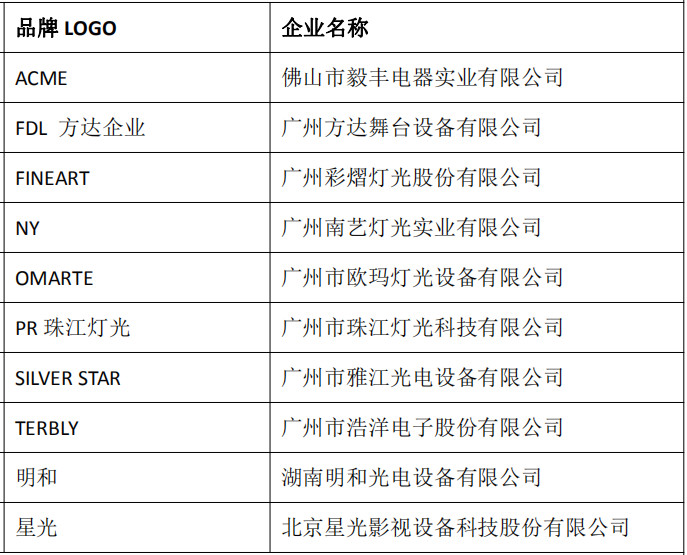 品牌 LOGO 企业名称
ACME 佛山市毅丰电器实业有限公司
FDL 方达企业 广州方达舞台设备有限公司
FINEART 广州彩熠灯光股份有限公司
NY 广州南艺灯光实业有限公司
OMARTE 广州市欧玛灯光设备有限公司
PR 珠江灯光 广州市珠江灯光科技有限公司
SILVER STAR 广州市雅江光电设备有限公司
TERBLY 广州市浩洋电子股份有限公司
明和 湖南明和光电设备有限公司
星光 北京星光影视设备科技股份有限公司